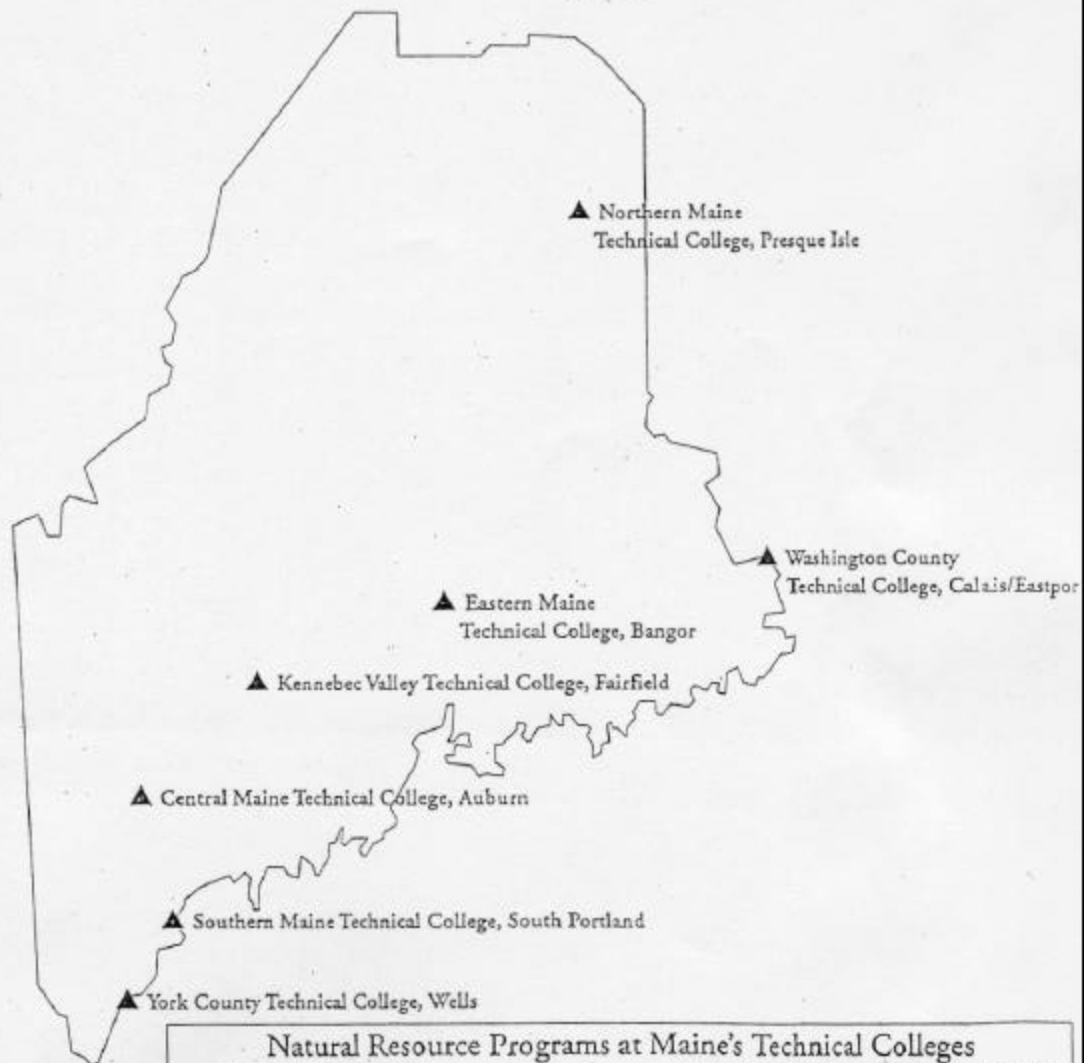 Northern Maine
Technical College, Presque Isle
Washington County
Technical College, Calais/Eastpor
Eastern Maine
Technical College, Bangor
Kennebec Valley Technical College, Fairfield
Central Maine Technical College, Auburn
Southern Maine Technical College, South Portland
York County Technical College, Wells
Natural Resource Programs at Maine's Technical Colleges